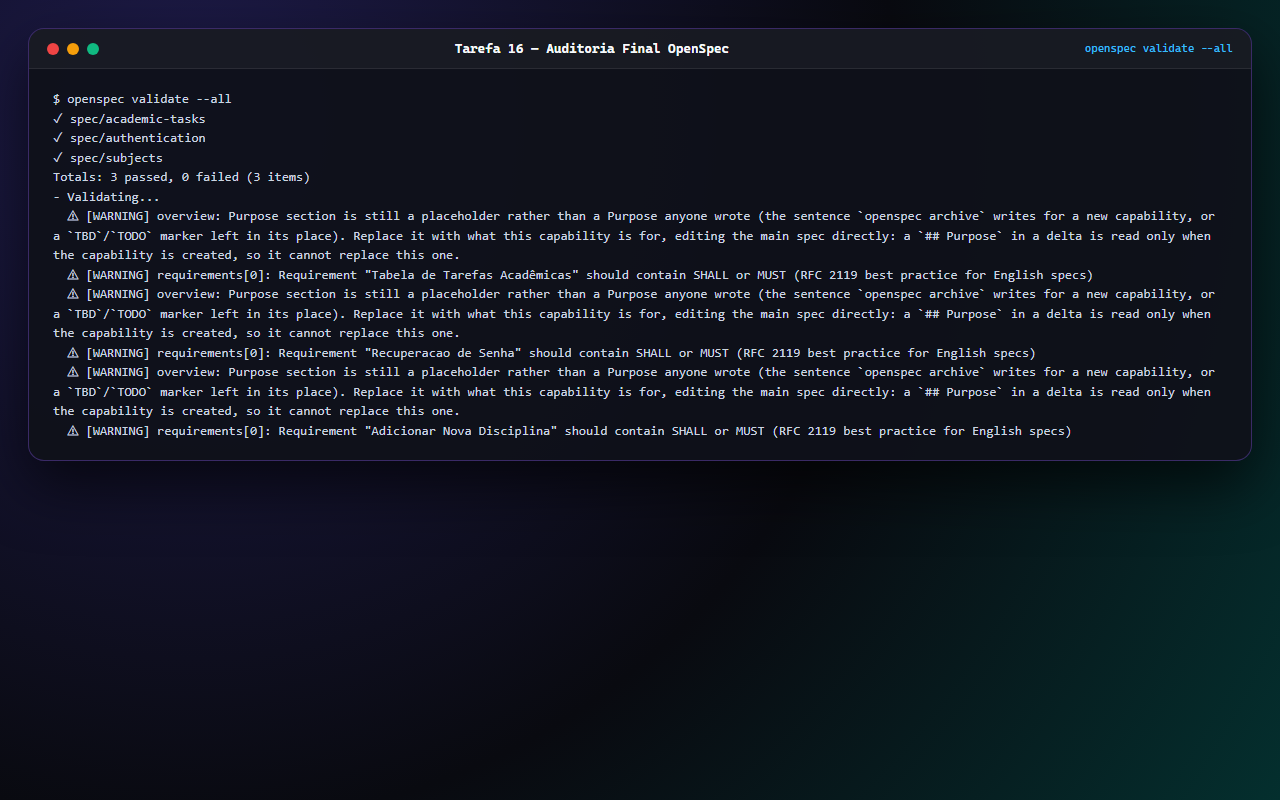 Tarefa 16 — Auditoria Final OpenSpec
openspec validate --all
$ openspec validate --all
✓ spec/academic-tasks
✓ spec/authentication
✓ spec/subjects
Totals: 3 passed, 0 failed (3 items)
- Validating...
⚠ [WARNING] overview: Purpose section is still a placeholder rather than a Purpose anyone wrote (the sentence `openspec archive` writes for a new capability, or
a `TBD`/`TODO` marker left in its place). Replace it with what this capability is for, editing the main spec directly: a `## Purpose` in a delta is read only when
the capability is created, so it cannot replace this one.
⚠ [WARNING] requirements[0]: Requirement "Tabela de Tarefas Acadêmicas" should contain SHALL or MUST (RFC 2119 best practice for English specs)
⚠ [WARNING] overview: Purpose section is still a placeholder rather than a Purpose anyone wrote (the sentence `openspec archive` writes for a new capability, or
a `TBD`/`TODO` marker left in its place). Replace it with what this capability is for, editing the main spec directly: a `## Purpose` in a delta is read only when
the capability is created, so it cannot replace this one.
⚠ [WARNING] requirements[0]: Requirement "Recuperacao de Senha" should contain SHALL or MUST (RFC 2119 best practice for English specs)
⚠ [WARNING] overview: Purpose section is still a placeholder rather than a Purpose anyone wrote (the sentence `openspec archive` writes for a new capability, or
a `TBD`/`TODO` marker left in its place). Replace it with what this capability is for, editing the main spec directly: a `## Purpose` in a delta is read only when
the capability is created, so it cannot replace this one.
⚠ [WARNING] requirements[0]: Requirement "Adicionar Nova Disciplina" should contain SHALL or MUST (RFC 2119 best practice for English specs)